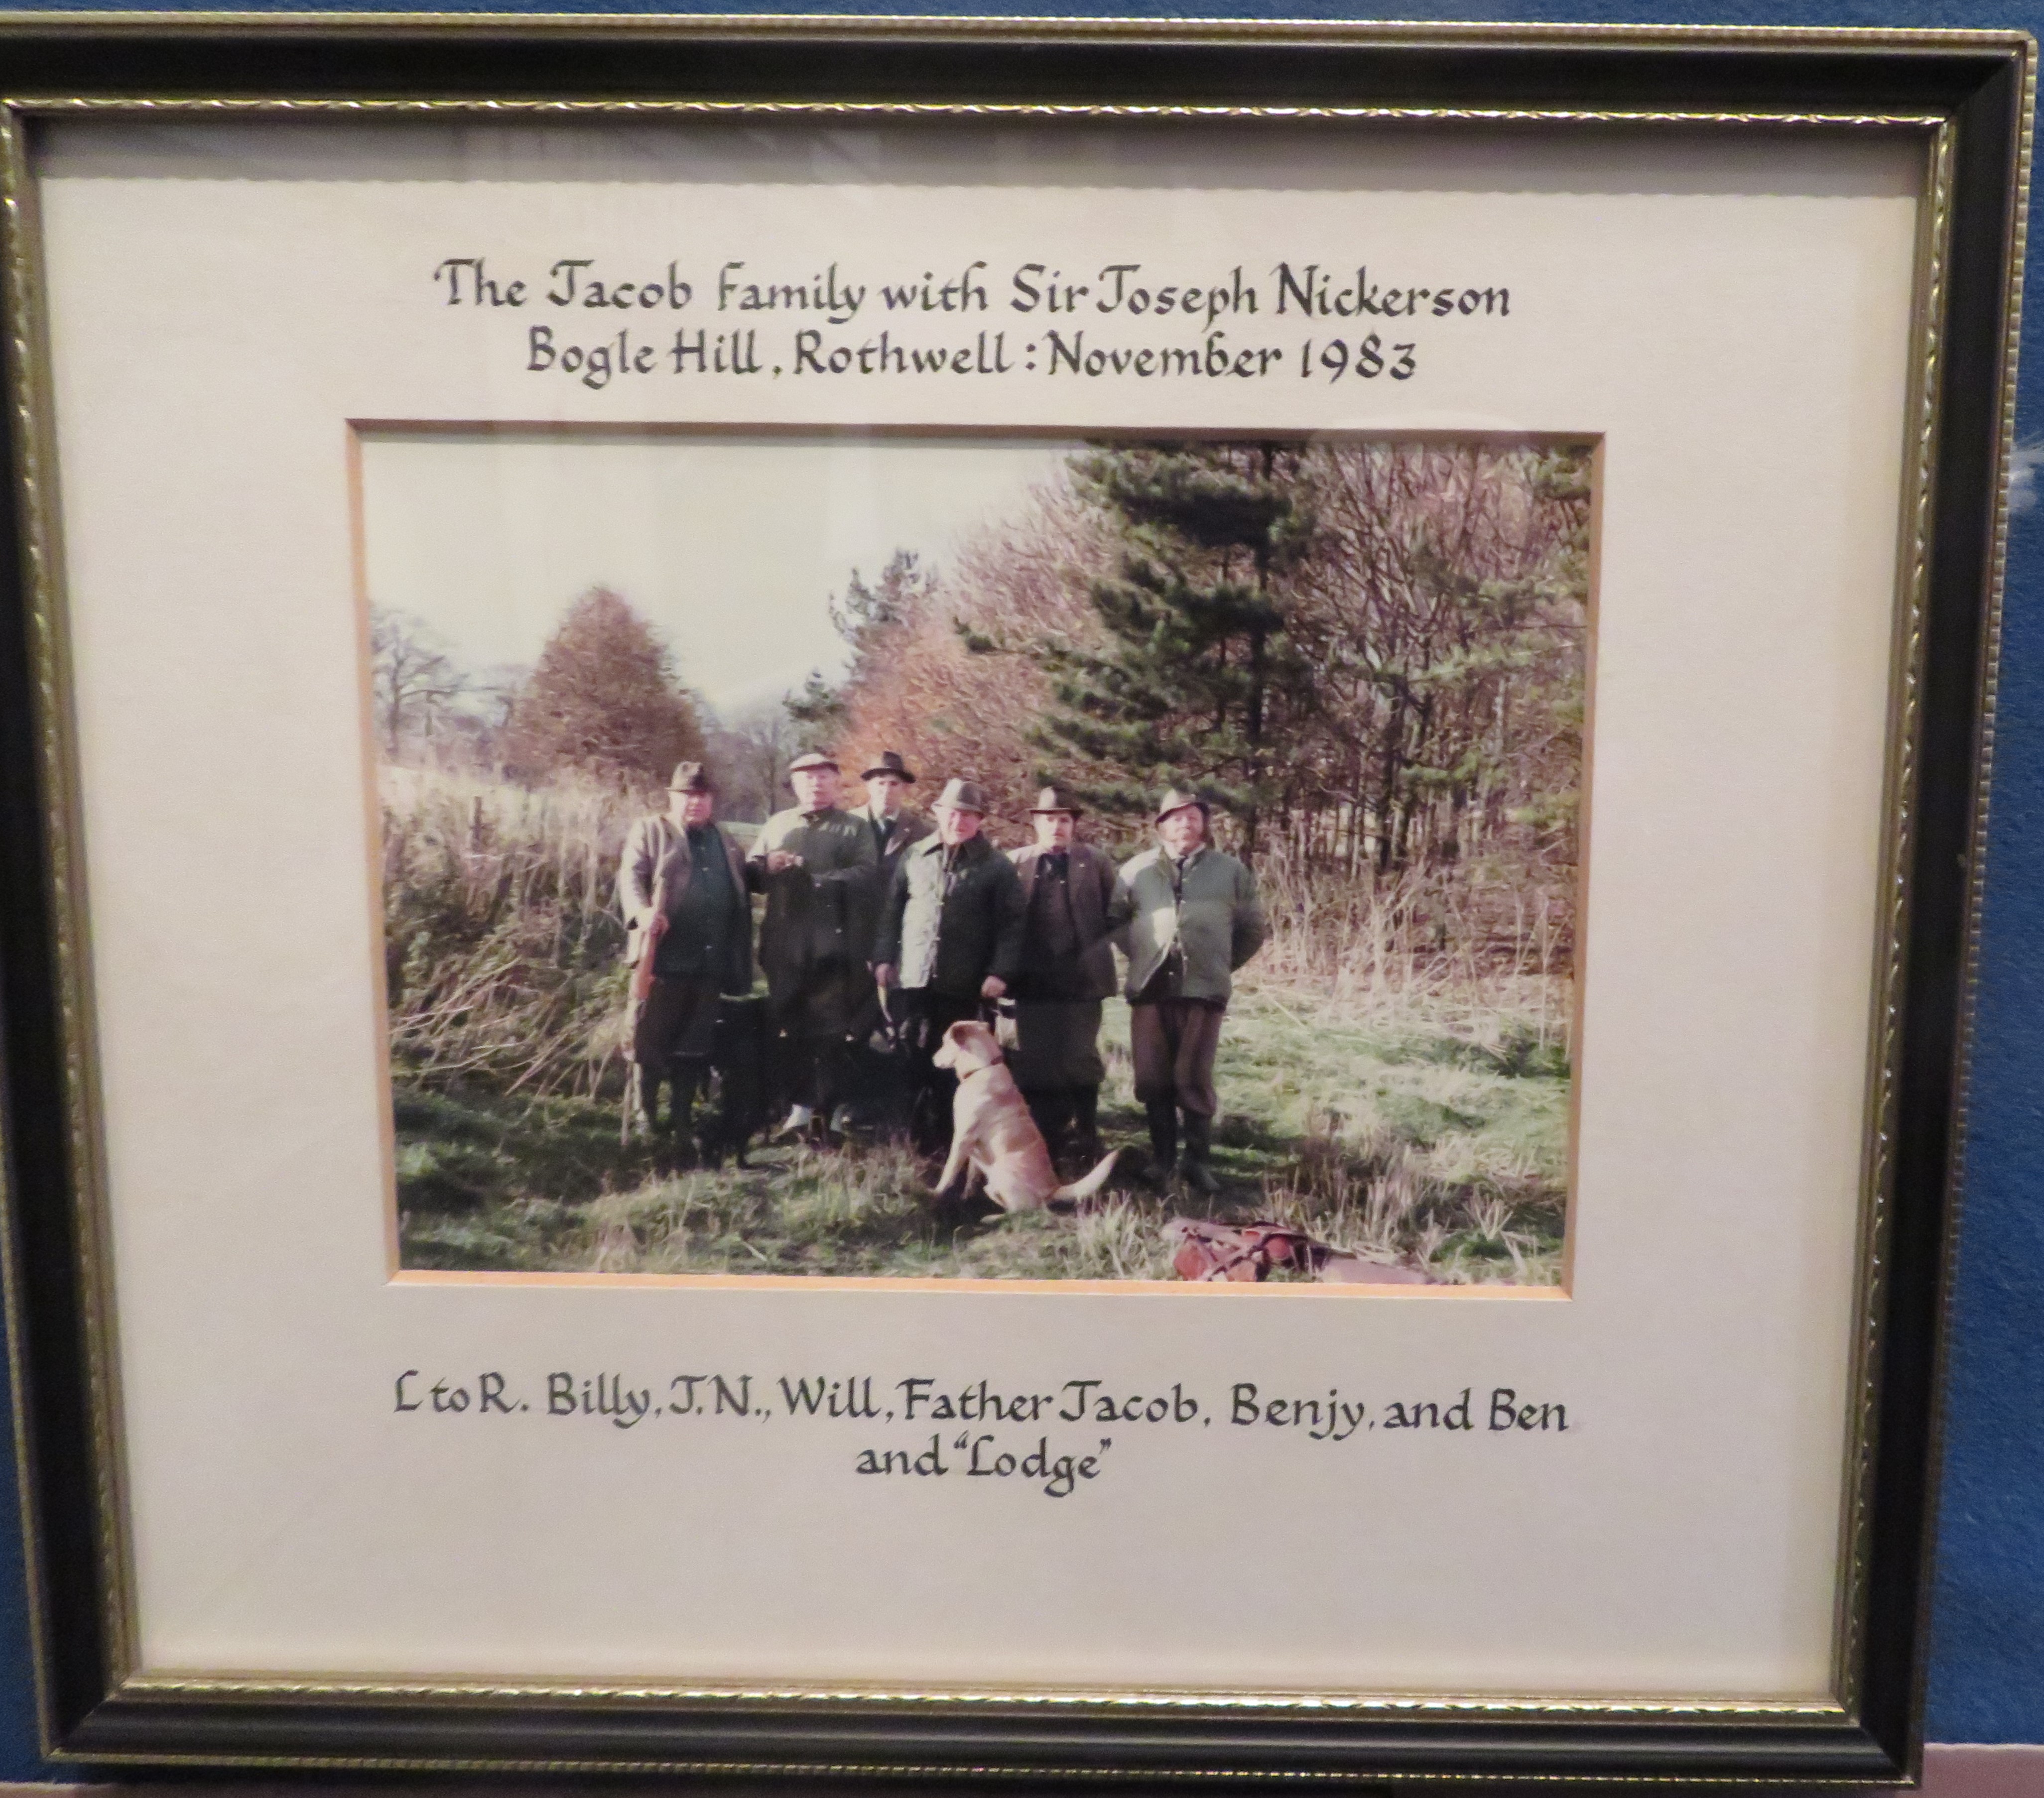 The Jacob Family with Sir Joseph Nickerson
Bogle Hill, Rothwell : November 1983
L to R. Billy, J.N., Will, Father Jacob, Benjy, and Ben
and "Lodge"